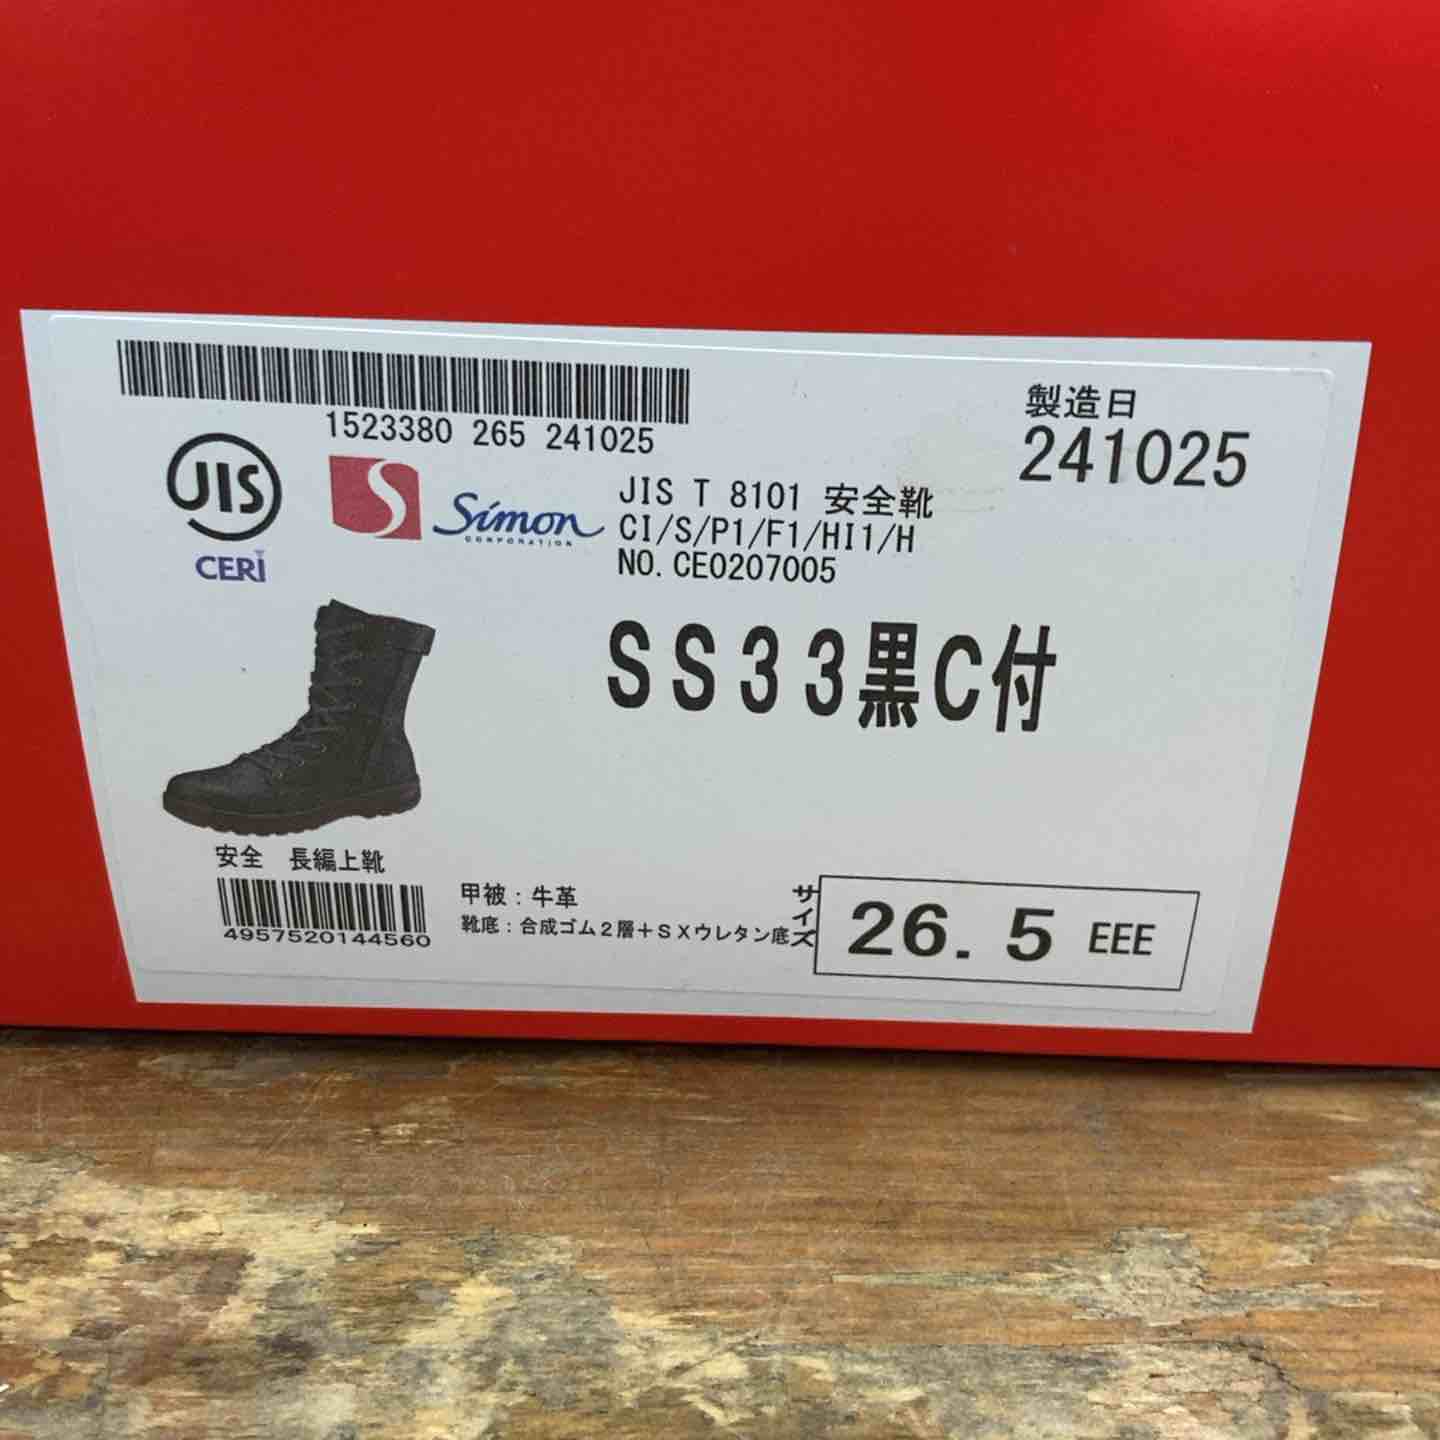 1523380 265 241025
製造日
241025
JIS
CERI
S
Simon
CORPORATION
JIS T 8101 安全靴
CI/S/P1/F1/HI1/H
NO. CE0207005
SS33黒C付
安全 長編上靴
4957520144560
甲被：牛革
靴底：合成ゴム2層+SXウレタン底
サイズ
26.5 EEE